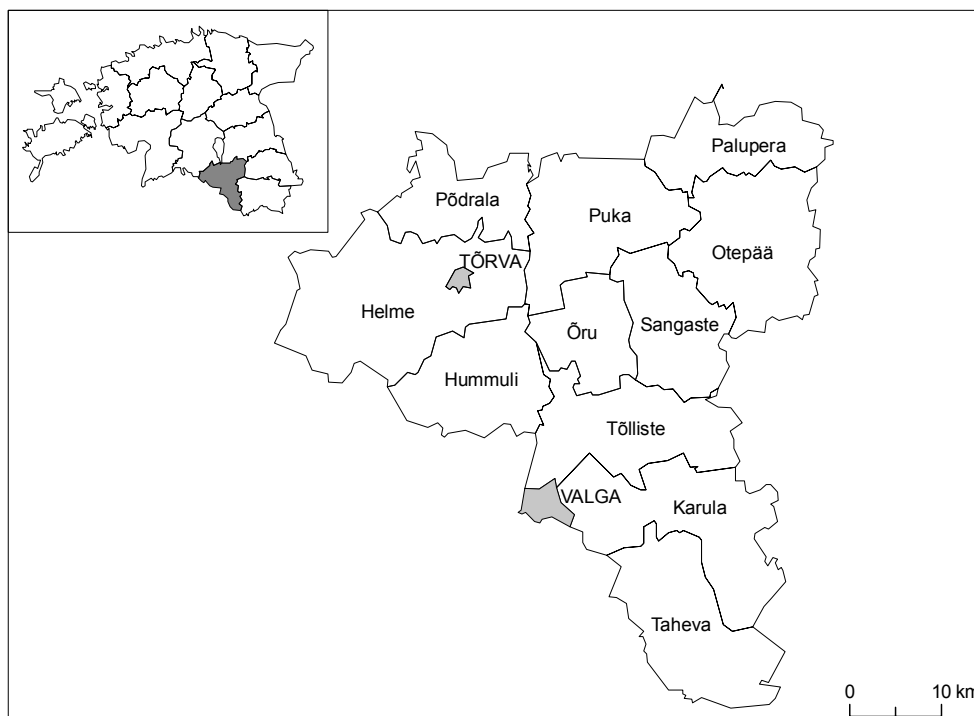 Palupera
Põdrala
Puka
Otepää
TÕRVA
Helme
Õru
Sangaste
Hummuli
Tõlliste
VALGA
Karula
Taheva
0 10 km